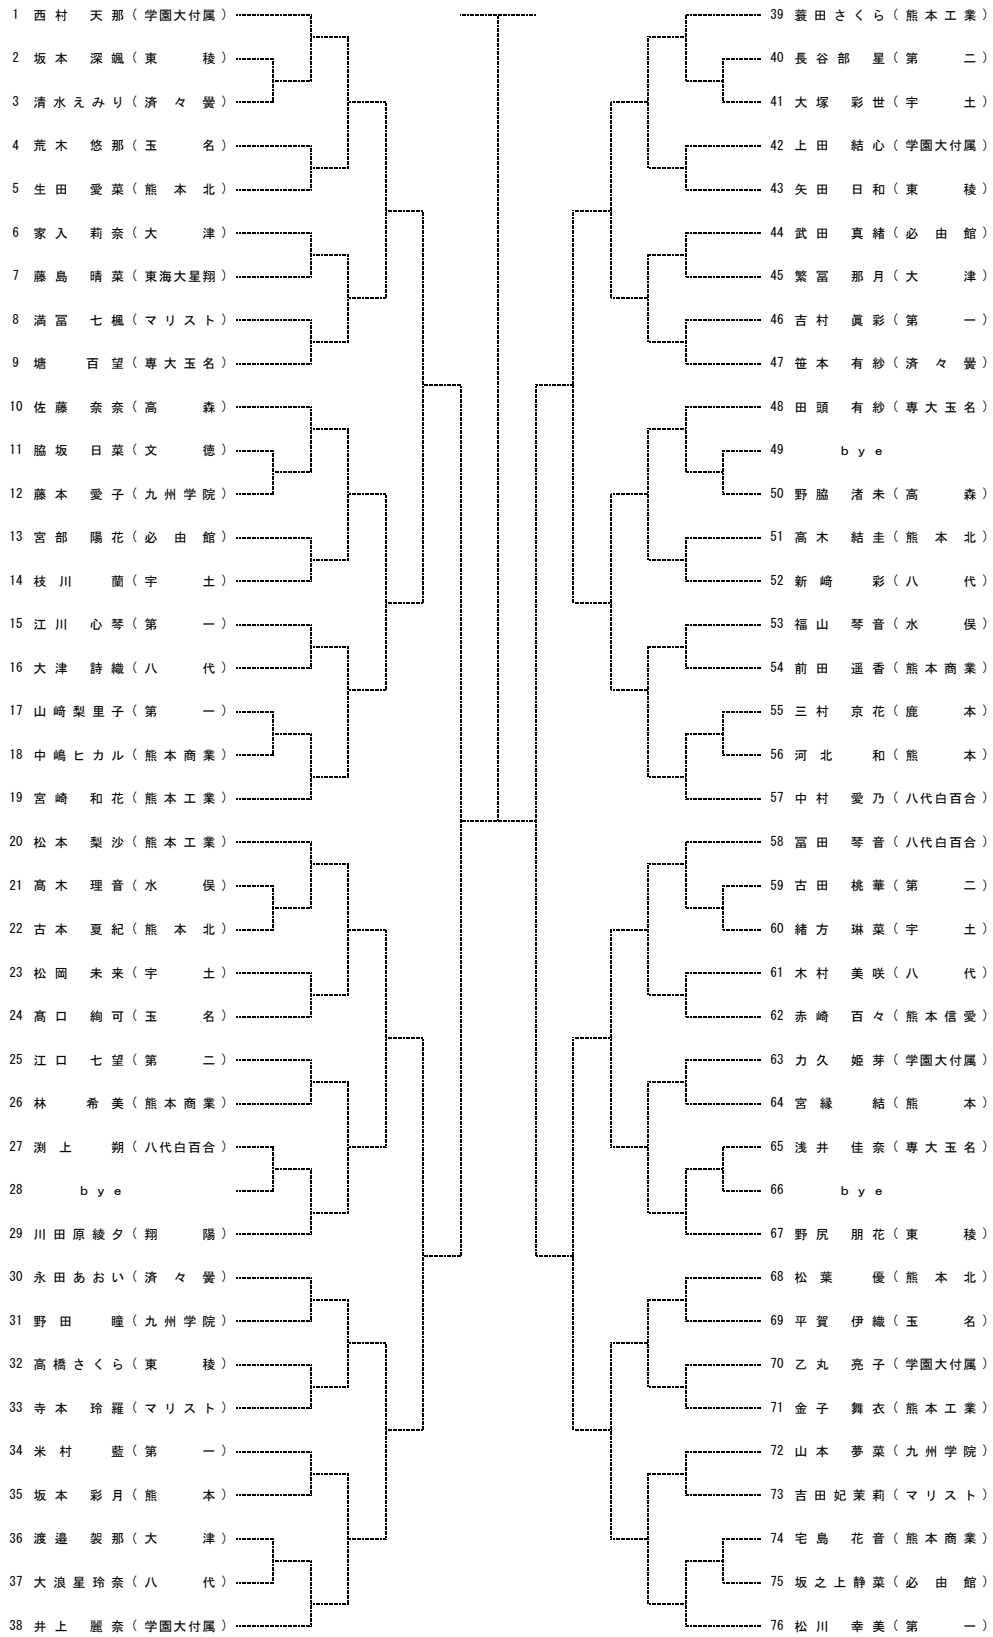 1 西村 天那（学園大付属）
2 坂本 深颯（東稜）
3 清水えみり（済々黌）
4 荒木 悠那（玉名）
5 生田 愛菜（熊本北）
6 家入 莉奈（大津）
7 藤島 晴菜（東海大星翔）
8 満冨 七楓（マリスト）
9 塘 百望（専大玉名）
10 佐藤 奈奈（高森）
11 脇坂 日菜（文徳）
12 藤本 愛子（九州学院）
13 宮部 陽花（必由館）
14 枝川 蘭（宇土）
15 江川 心琴（第一）
16 大津 詩織（八代）
17 山﨑梨里子（第一）
18 中嶋ヒカル（熊本商業）
19 宮崎 和花（熊本工業）
20 松本 梨沙（熊本工業）
21 髙木 理音（水俣）
22 古本 夏紀（熊本北）
23 松岡 未来（宇土）
24 髙口 絢可（玉名）
25 江口 七望（第二）
26 林 希美（熊本商業）
27 渕上 朔（八代白百合）
28 ｂｙｅ
29 川田原綾夕（翔陽）
30 永田あおい（済々黌）
31 野田 瞳（九州学院）
32 高橋さくら（東稜）
33 寺本 玲羅（マリスト）
34 米村 藍（第一）
35 坂本 彩月（熊本）
36 渡邉 袈那（大津）
37 大浪星玲奈（八代）
38 井上 麗奈（学園大付属）
39 蓑田さくら（熊本工業）
40 長谷部 星（第二）
41 大塚 彩世（宇土）
42 上田 結心（学園大付属）
43 矢田 日和（東稜）
44 武田 真緒（必由館）
45 繁冨 那月（大津）
46 吉村 眞彩（第一）
47 笹本 有紗（済々黌）
48 田頭 有紗（専大玉名）
49 ｂｙｅ
50 野脇 渚未（高森）
51 高木 結圭（熊本北）
52 新﨑 彩（八代）
53 福山 琴音（水俣）
54 前田 遥香（熊本商業）
55 三村 京花（鹿本）
56 河北 和（熊本）
57 中村 愛乃（八代白百合）
58 冨田 琴音（八代白百合）
59 古田 桃華（第二）
60 緒方 琳菜（宇土）
61 木村 美咲（八代）
62 赤崎 百々（熊本信愛）
63 力久 姫芽（学園大付属）
64 宮縁 結（熊本）
65 浅井 佳奈（専大玉名）
66 ｂｙｅ
67 野尻 朋花（東稜）
68 松葉 優（熊本北）
69 平賀 伊織（玉名）
70 乙丸 亮子（学園大付属）
71 金子 舞衣（熊本工業）
72 山本 夢菜（九州学院）
73 吉田妃茉莉（マリスト）
74 宅島 花音（熊本商業）
75 坂之上静菜（必由館）
76 松川 幸美（第一）